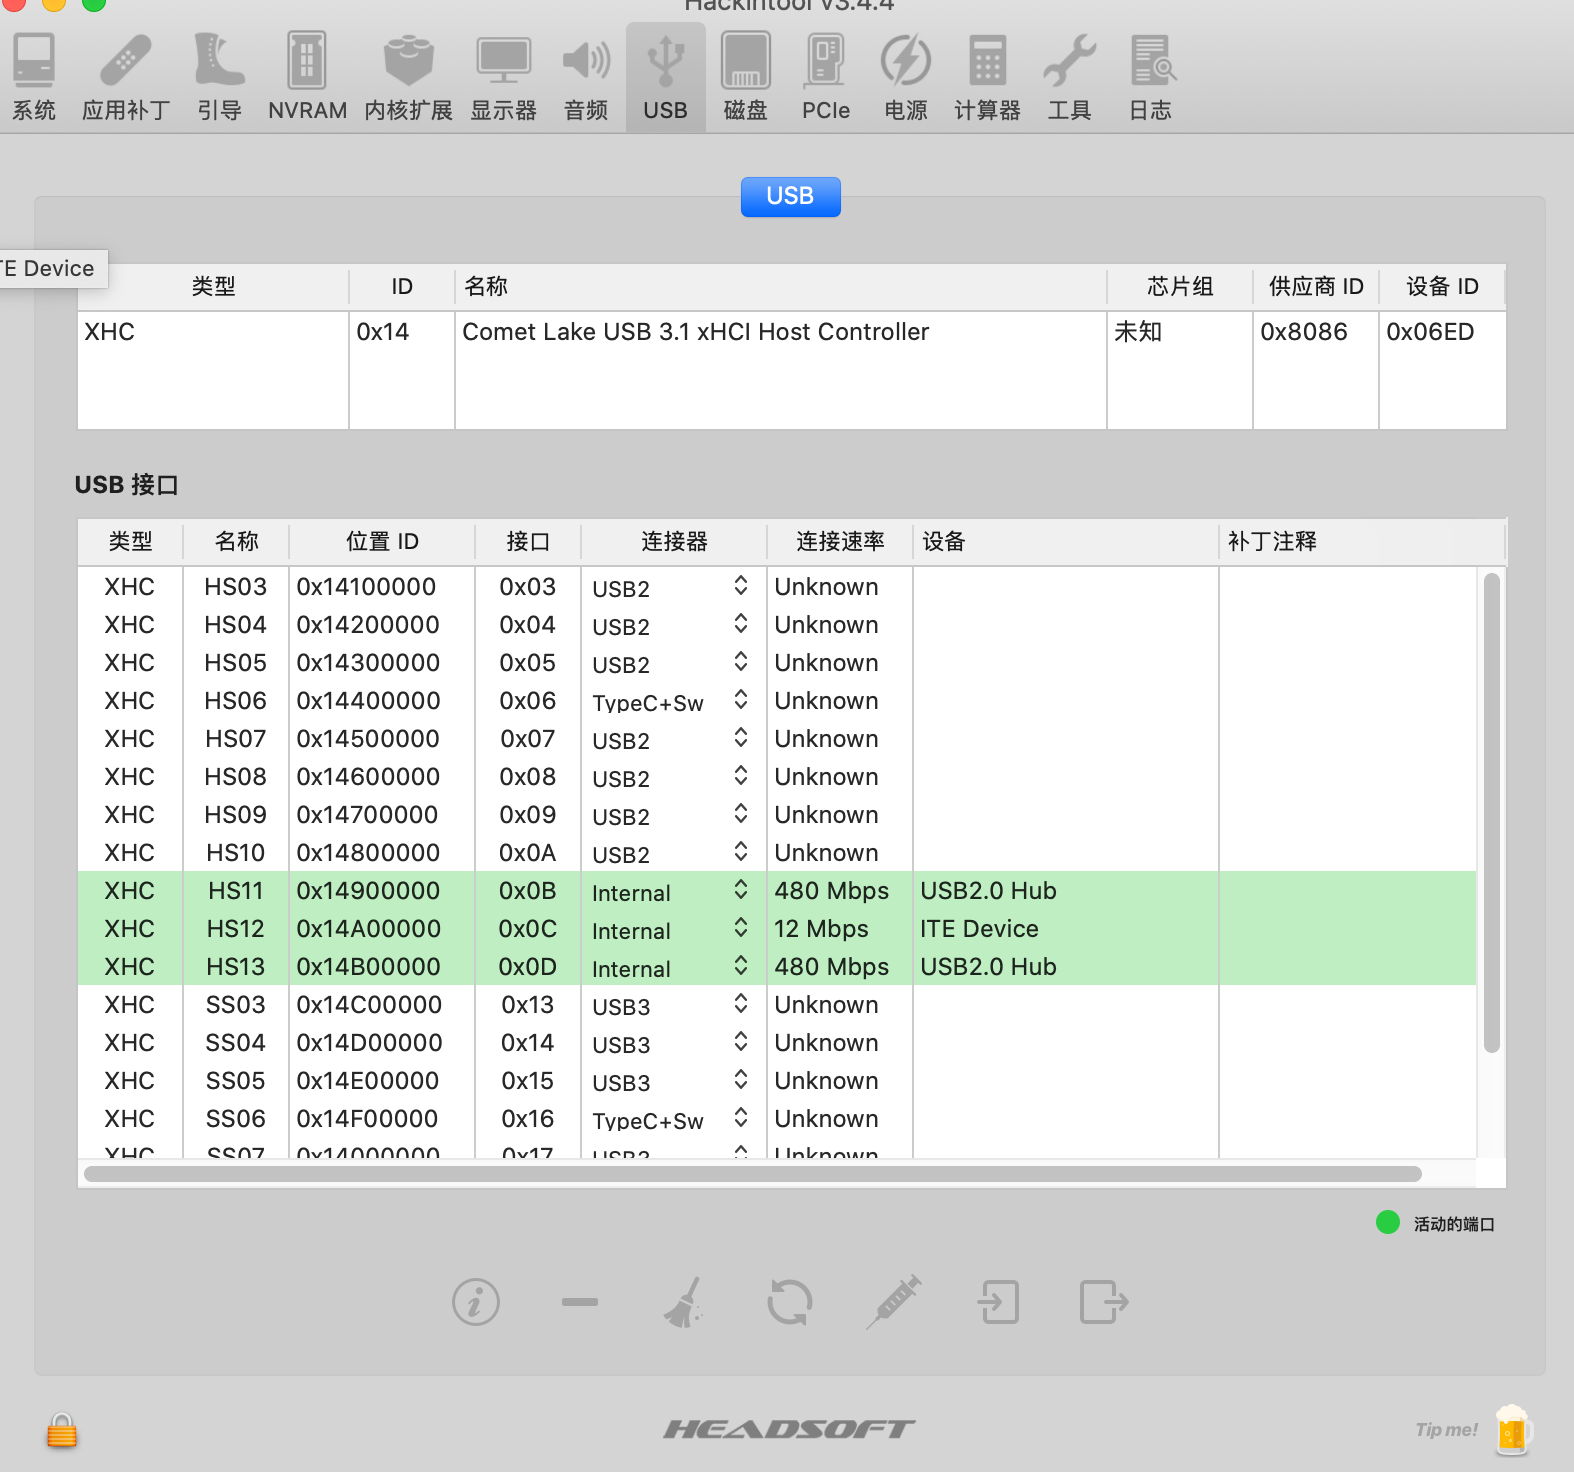 Hackintool v3.4.4
系统 应用补丁 引导 NVRAM 内核扩展 显示器 音频 USB 磁盘 PCIe 电源 计算器 工具 日志
USB
TE Device
类型 ID 名称 芯片组 供应商 ID 设备 ID
XHC 0x14 Comet Lake USB 3.1 xHCI Host Controller 未知 0x8086 0x06ED
USB 接口
类型 名称 位置 ID 接口 连接器 连接速率 设备 补丁注释
XHC HS03 0x14100000 0x03 USB2 Unknown
XHC HS04 0x14200000 0x04 USB2 Unknown
XHC HS05 0x14300000 0x05 USB2 Unknown
XHC HS06 0x14400000 0x06 TypeC+Sw Unknown
XHC HS07 0x14500000 0x07 USB2 Unknown
XHC HS08 0x14600000 0x08 USB2 Unknown
XHC HS09 0x14700000 0x09 USB2 Unknown
XHC HS10 0x14800000 0x0A USB2 Unknown
XHC HS11 0x14900000 0x0B Internal 480 Mbps USB2.0 Hub
XHC HS12 0x14A00000 0x0C Internal 12 Mbps ITE Device
XHC HS13 0x14B00000 0x0D Internal 480 Mbps USB2.0 Hub
XHC SS03 0x14C00000 0x13 USB3 Unknown
XHC SS04 0x14D00000 0x14 USB3 Unknown
XHC SS05 0x14E00000 0x15 USB3 Unknown
XHC SS06 0x14F00000 0x16 TypeC+Sw Unknown
XHC SS07 0x14000000 0x17 USB3 Unknown
活动的端口
HEADSOFT
Tip me!